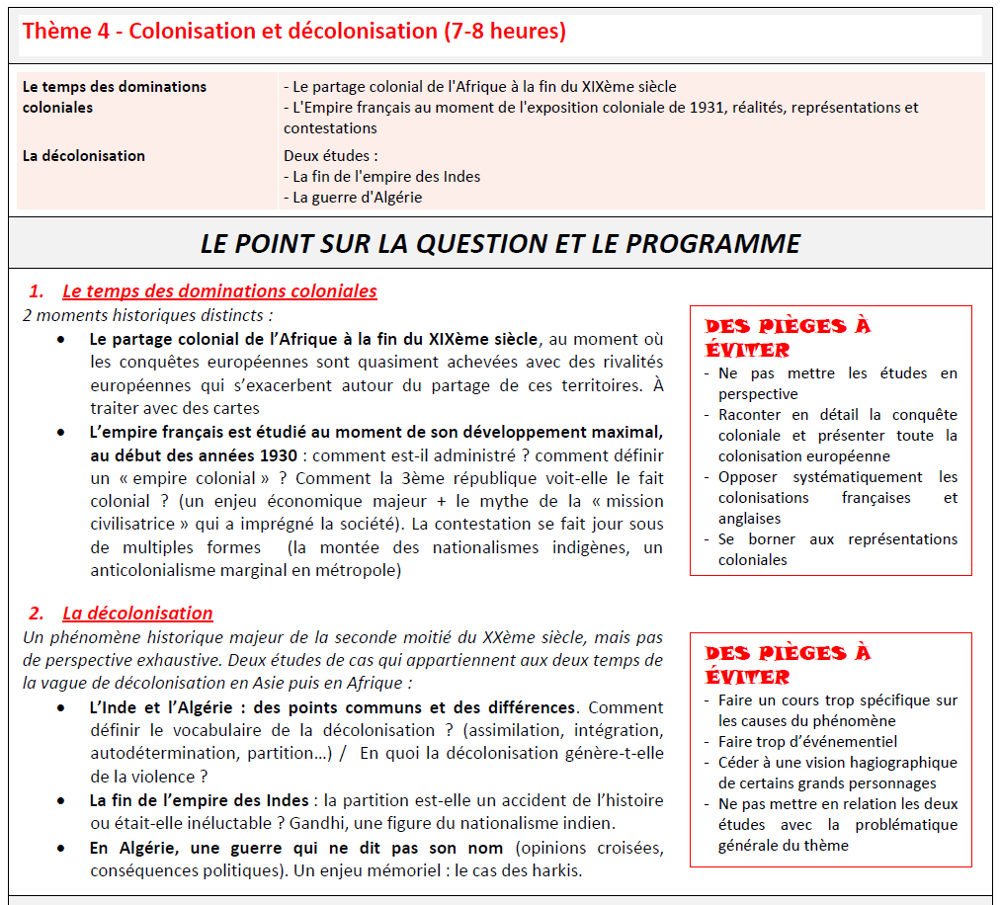 Thème 4 - Colonisation et décolonisation (7-8 heures)
Le temps des dominations
coloniales
- Le partage colonial de l'Afrique à la fin du XIXème siècle
- L'Empire français au moment de l'exposition coloniale de 1931, réalités, représentations et
contestations
La décolonisation
Deux études :
- La fin de l'empire des Indes
- La guerre d'Algérie
LE POINT SUR LA QUESTION ET LE PROGRAMME
1. Le temps des dominations coloniales
2 moments historiques distincts :
• Le partage colonial de l’Afrique à la fin du XIXème siècle, au moment où
les conquêtes européennes sont quasiment achevées avec des rivalités
européennes qui s’exacerbent autour du partage de ces territoires. À
traiter avec des cartes
• L’empire français est étudié au moment de son développement maximal,
au début des années 1930 : comment est-il administré ? comment définir
un « empire colonial » ? Comment la 3ème république voit-elle le fait
colonial ? (un enjeu économique majeur + le mythe de la « mission
civilisatrice » qui a imprégné la société). La contestation se fait jour sous
de multiples formes (la montée des nationalismes indigènes, un
anticolonialisme marginal en métropole)
DES PIÈGES À
ÉVITER
- Ne pas mettre les études en
perspective
- Raconter en détail la conquête
coloniale et présenter toute la
colonisation européenne
- Opposer systématiquement les
colonisations françaises et
anglaises
- Se borner aux représentations
coloniales
2. La décolonisation
Un phénomène historique majeur de la seconde moitié du XXème siècle, mais pas
de perspective exhaustive. Deux études de cas qui appartiennent aux deux temps de
la vague de décolonisation en Asie puis en Afrique :
• L’Inde et l’Algérie : des points communs et des différences. Comment
définir le vocabulaire de la décolonisation ? (assimilation, intégration,
autodétermination, partition…) / En quoi la décolonisation génère-t-elle
de la violence ?
• La fin de l’empire des Indes : la partition est-elle un accident de l’histoire
ou était-elle inéluctable ? Gandhi, une figure du nationalisme indien.
• En Algérie, une guerre qui ne dit pas son nom (opinions croisées,
conséquences politiques). Un enjeu mémoriel : le cas des harkis.
DES PIÈGES À
ÉVITER
- Faire un cours trop spécifique sur
les causes du phénomène
- Faire trop d’événementiel
- Céder à une vision hagiographique
de certains grands personnages
- Ne pas mettre en relation les deux
études avec la problématique
générale du thème